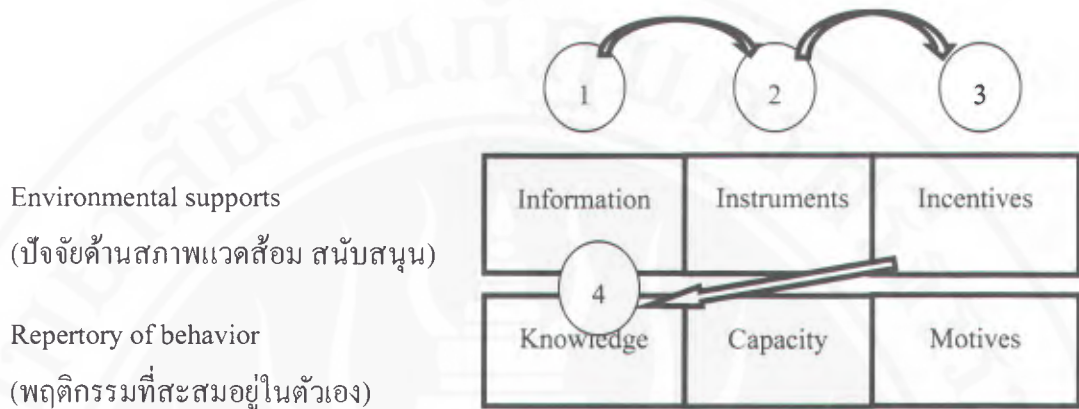 1 2 3
Environmental supports
(ปัจจัยด้านสภาพแวดล้อม สนับสนุน)
Information Instruments Incentives
4
Repertory of behavior
(พฤติกรรมที่สะสมอยู่ในตัวเอง)
Knowledge Capacity Motives